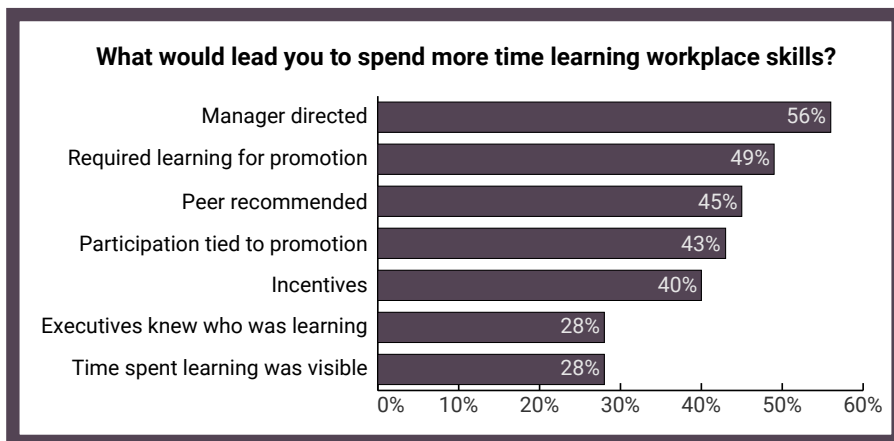 What would lead you to spend more time learning workplace skills?
Manager directed 56%
Required learning for promotion 49%
Peer recommended 45%
Participation tied to promotion 43%
Incentives 40%
Executives knew who was learning 28%
Time spent learning was visible 28%
0% 10% 20% 30% 40% 50% 60%